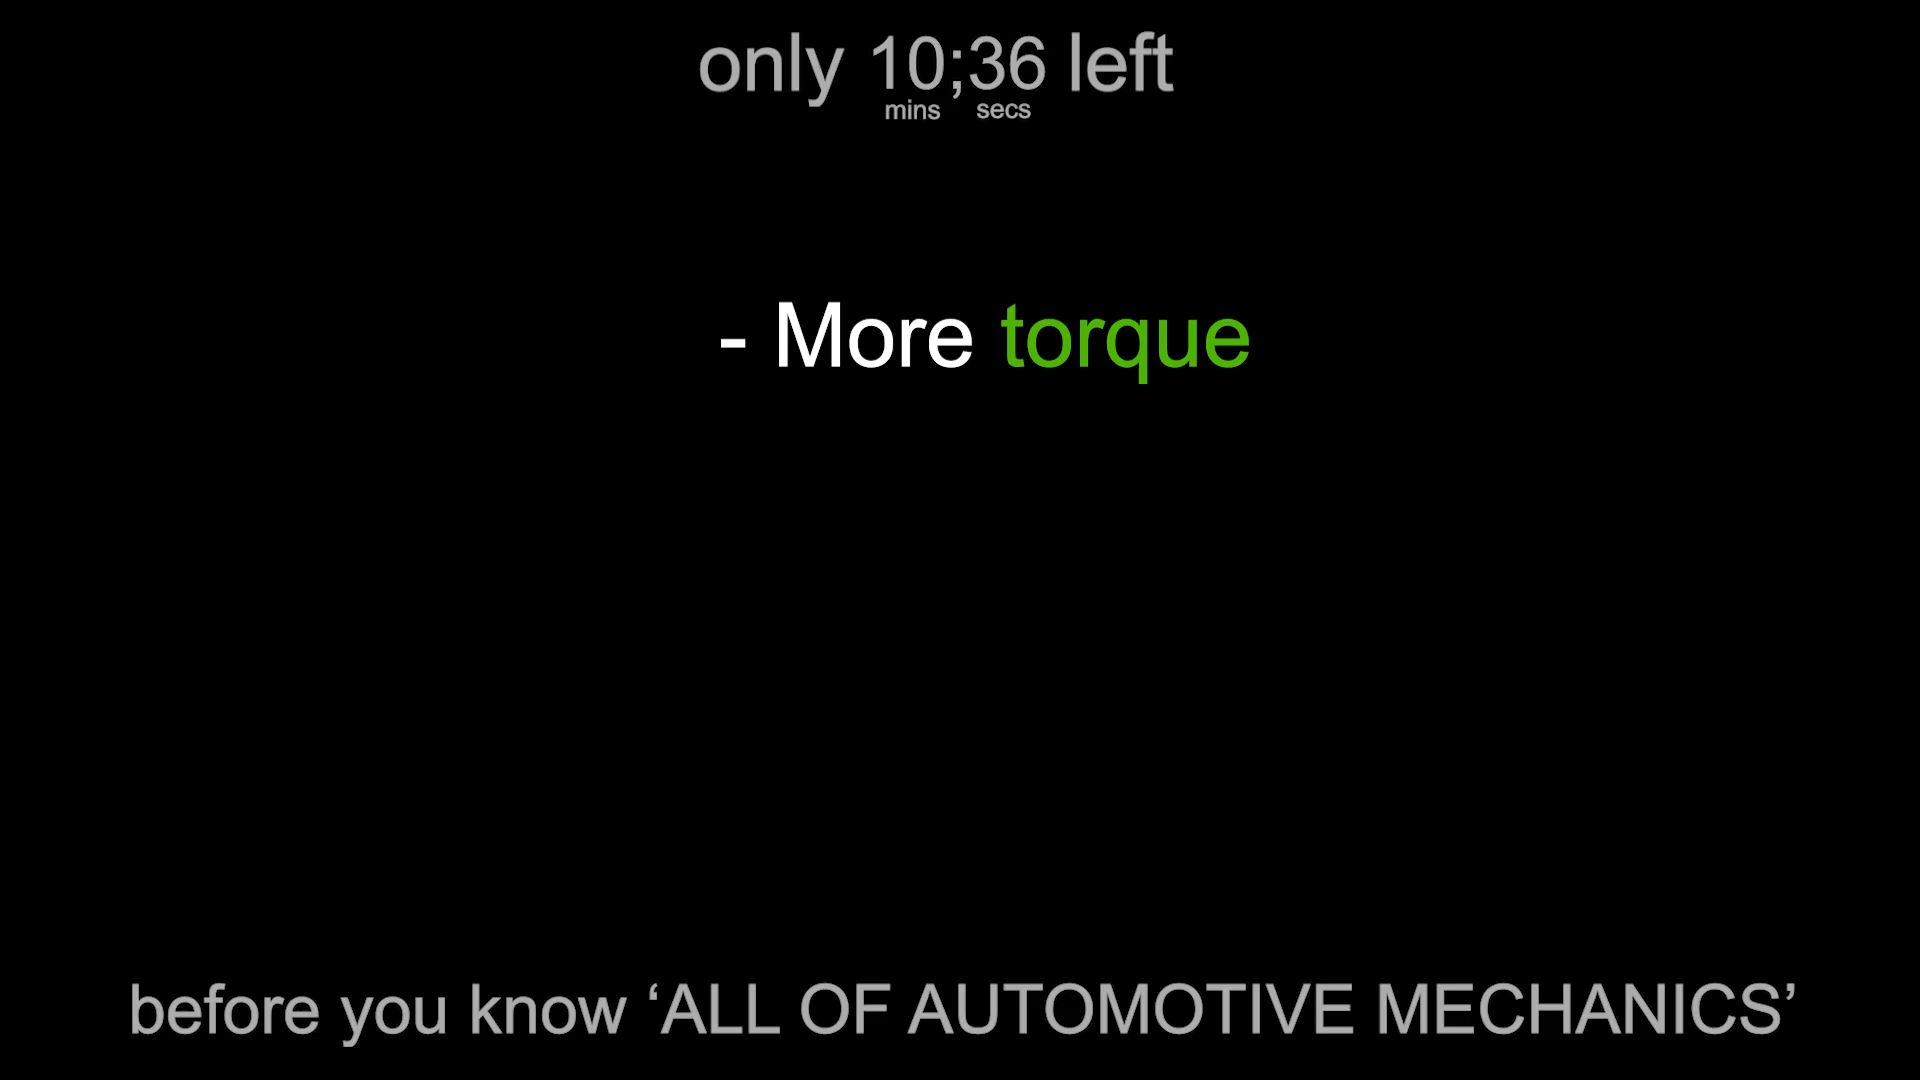 only 10;36 left
mins secs
- More torque
before you know ‘ALL OF AUTOMOTIVE MECHANICS’